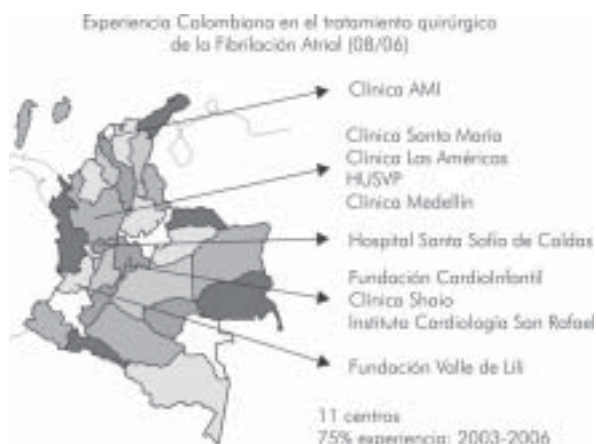 Experiencia Colombiana en el tratamiento quirúrgico
de la Fibrilación Atrial (08/06)
Clínica AMI
Clínica Santa María
Clínica Las Américas
HUSVP
Clínica Medellín
Hospital Santa Sofía de Caldas
Fundación CardioInfantil
Clínica Shaio
Instituto Cardiología San Rafael
Fundación Valle de Lili
11 centros
75% experiencia: 2003-2006